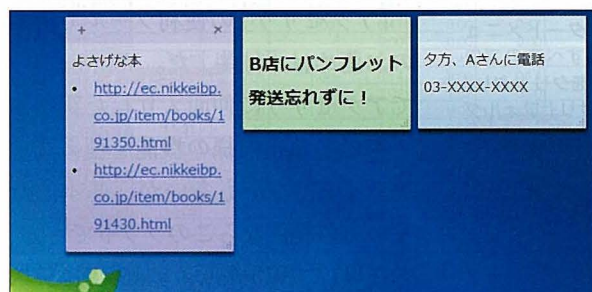 + ×
よさげな本
• http://ec.nikkeibp.
co.jp/item/books/1
91350.html
• http://ec.nikkeibp.
co.jp/item/books/1
91430.html
B店にパンフレット
発送忘れずに！
夕方、Aさんに電話
03-XXXX-XXXX